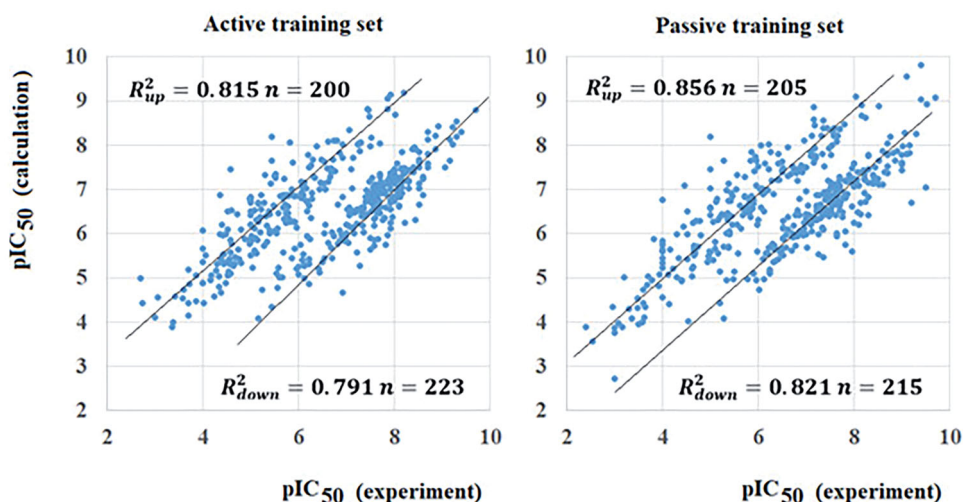 Active training set
pIC50 (calculation)
10
9
8
7
6
5
4
3
2
R²up = 0.815 n = 200
R²down = 0.791 n = 223
2 4 6 8 10
pIC50 (experiment)
Passive training set
10
9
8
7
6
5
4
3
2
R²up = 0.856 n = 205
R²down = 0.821 n = 215
2 4 6 8 10
pIC50 (experiment)